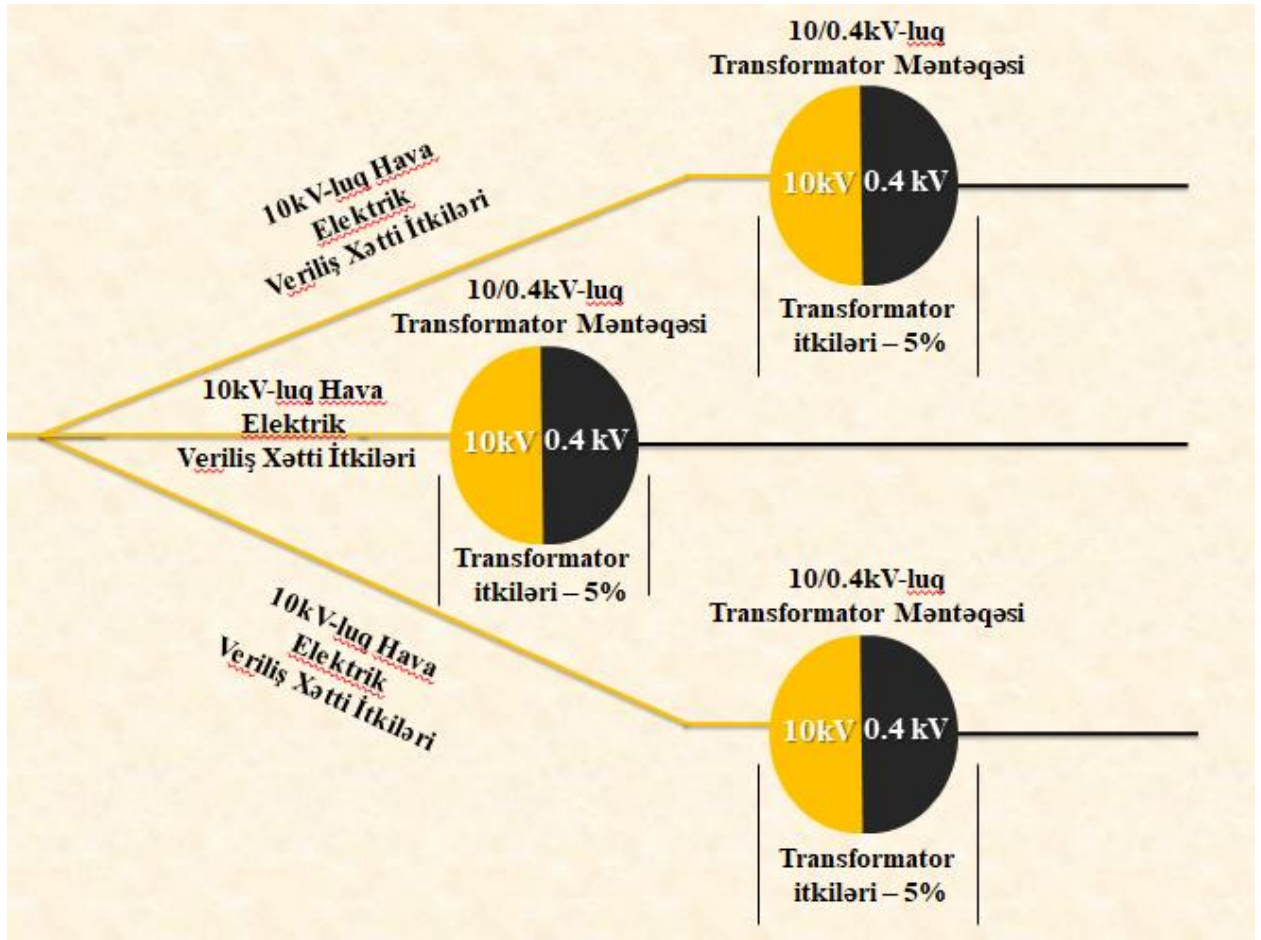 10/0.4kV-luq
Transformator Məntəqəsi
10kV 0.4 kV
Transformator
itkiləri – 5%
10kV-luq Hava
Elektrik
Veriliş Xətti İtkiləri
10/0.4kV-luq
Transformator Məntəqəsi
10kV 0.4 kV
Transformator
itkiləri – 5%
10kV-luq Hava
Elektrik
Veriliş Xətti İtkiləri
10kV-luq Hava
Elektrik
Veriliş Xətti İtkiləri
10/0.4kV-luq
Transformator Məntəqəsi
10kV 0.4 kV
Transformator
itkiləri – 5%